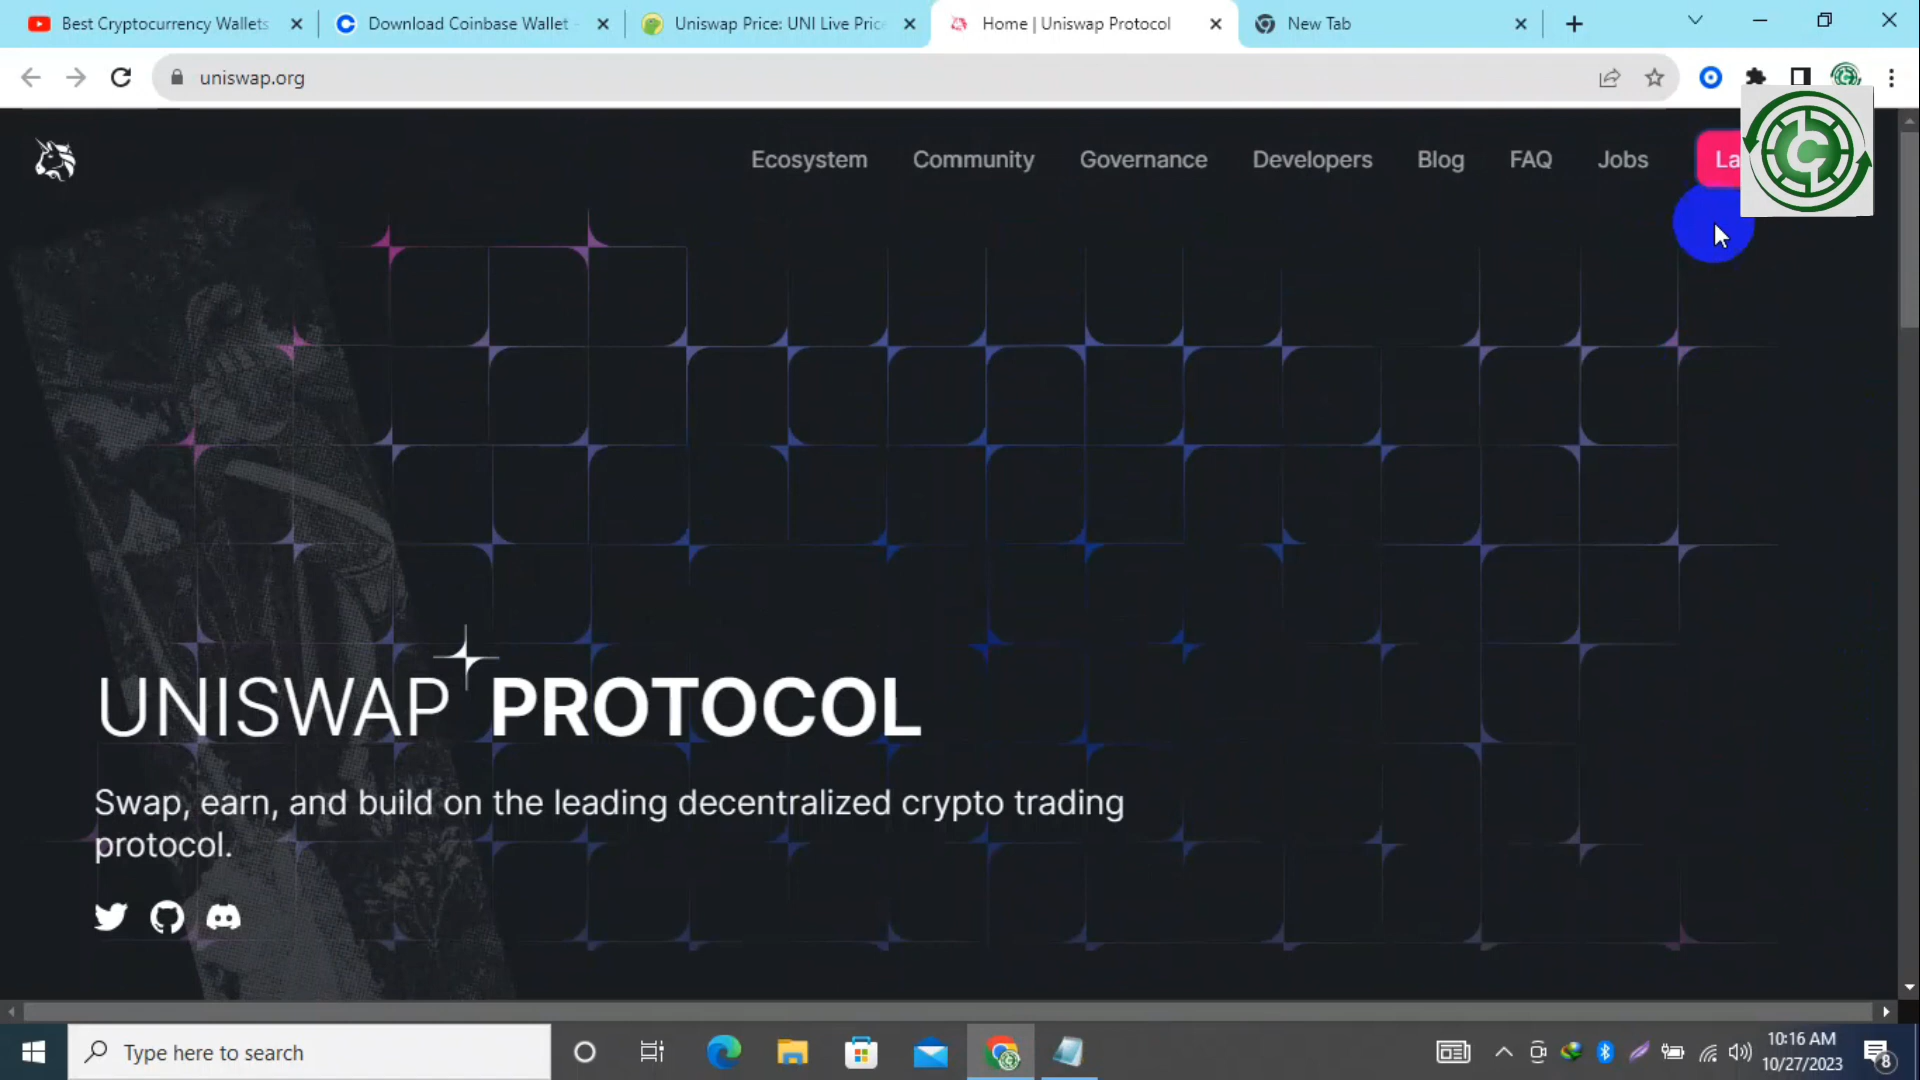 Best Cryptocurrency Wallets
Download Coinbase Wallet -
Uniswap Price: UNI Live Price
Home | Uniswap Protocol
New Tab
uniswap.org
Ecosystem
Community
Governance
Developers
Blog
FAQ
Jobs
La
UNISWAP PROTOCOL
Swap, earn, and build on the leading decentralized crypto trading
protocol.
Type here to search
10:16 AM
10/27/2023
8